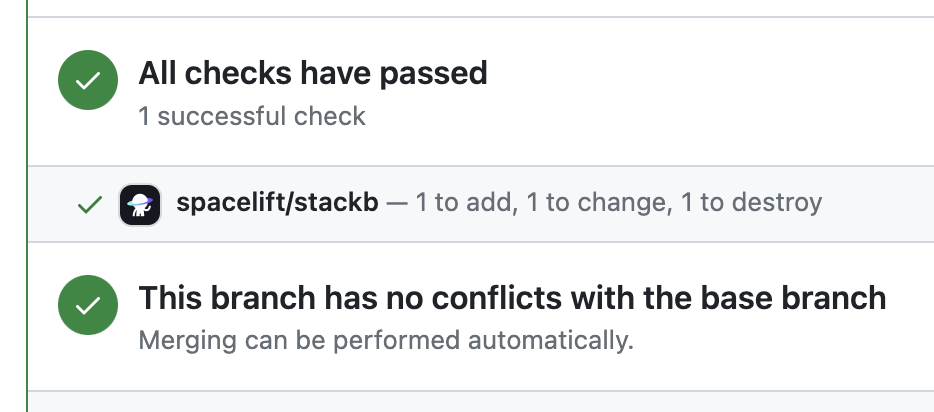 All checks have passed
1 successful check
spacelift/stackb — 1 to add, 1 to change, 1 to destroy
This branch has no conflicts with the base branch
Merging can be performed automatically.